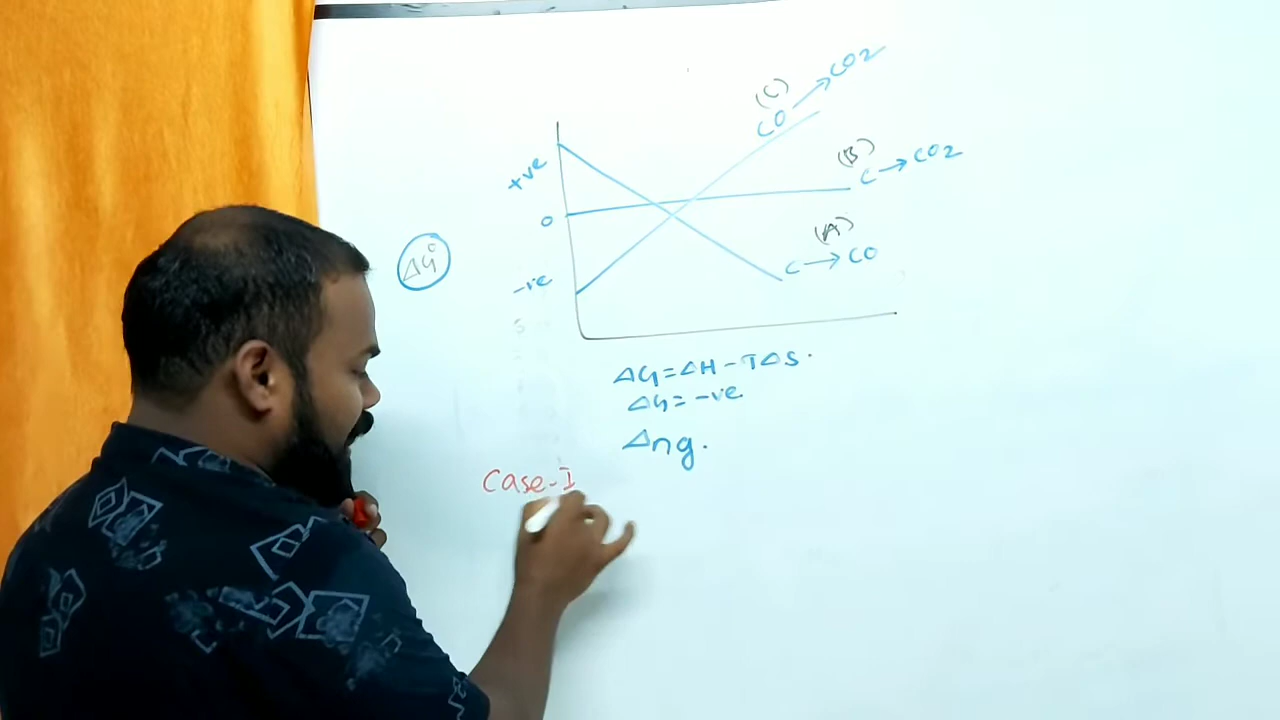 (C)
CO → CO2
+ve
(B)
C → CO2
0
(A)
C → CO
ΔG°
-ve
ΔG = ΔH - TΔS.
ΔG = -ve
Δng.
Case-I